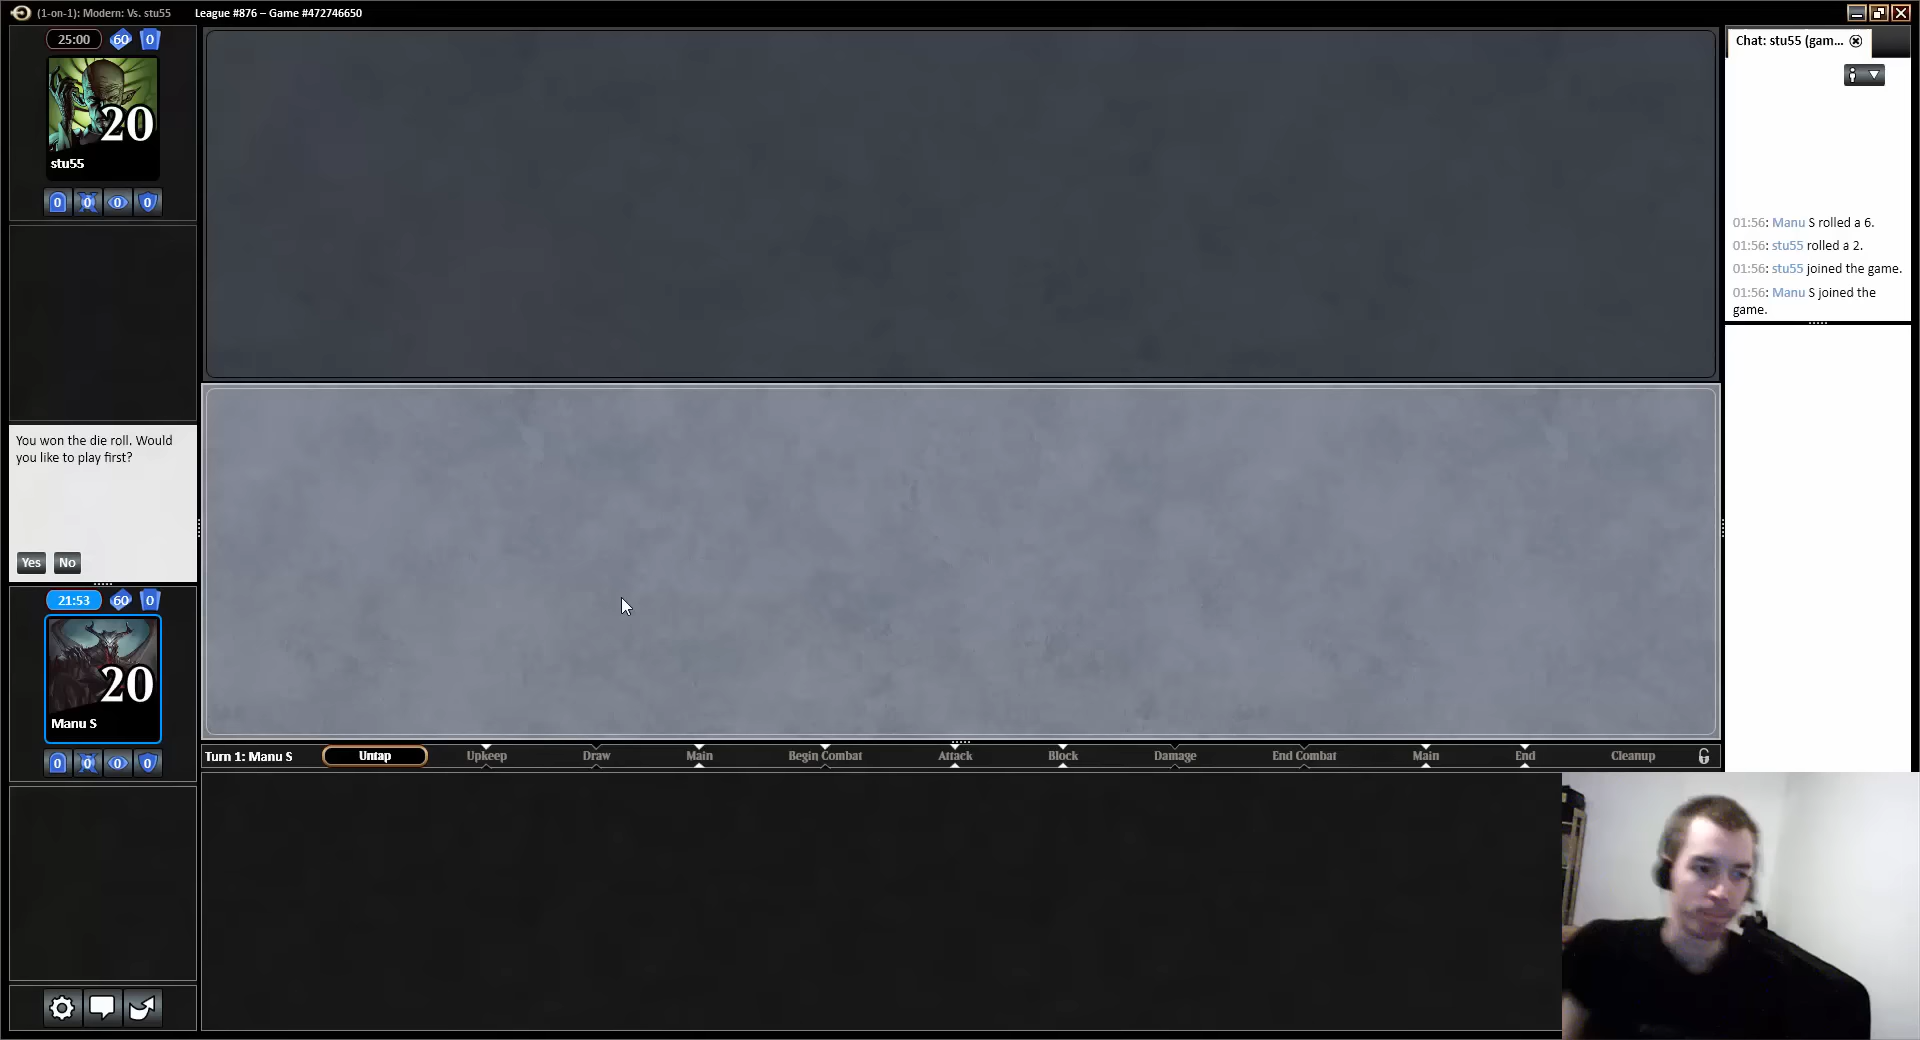 (1-on-1): Modern: Vs. stu55
League #876 – Game #472746650
25:00
60
0
20
stu55
0
0
0
0
You won the die roll. Would
you like to play first?
Yes
No
21:53
60
0
20
Manu S
0
0
0
0
Turn 1: Manu S
Untap
Upkeep
Draw
Main
Begin Combat
Attack
Block
Damage
End Combat
Main
End
Cleanup
Chat: stu55 (gam...
01:56: Manu S rolled a 6.
01:56: stu55 rolled a 2.
01:56: stu55 joined the game.
01:56: Manu S joined the
game.